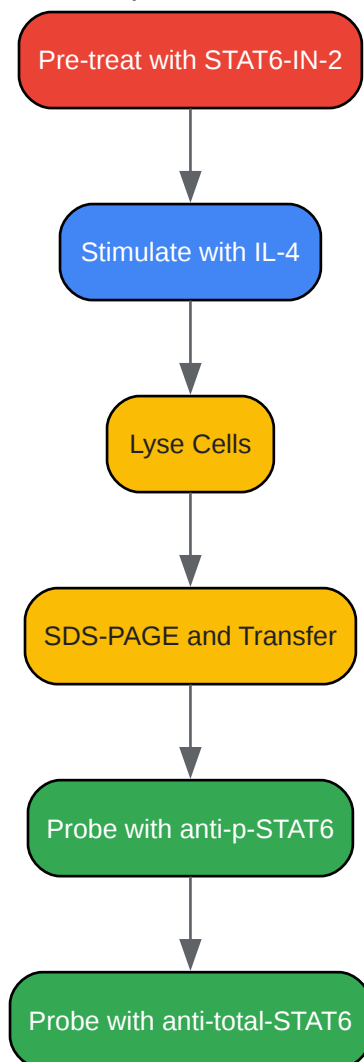 Pre-treat with STAT6-IN-2
Stimulate with IL-4
Lyse Cells
SDS-PAGE and Transfer
Probe with anti-p-STAT6
Probe with anti-total-STAT6